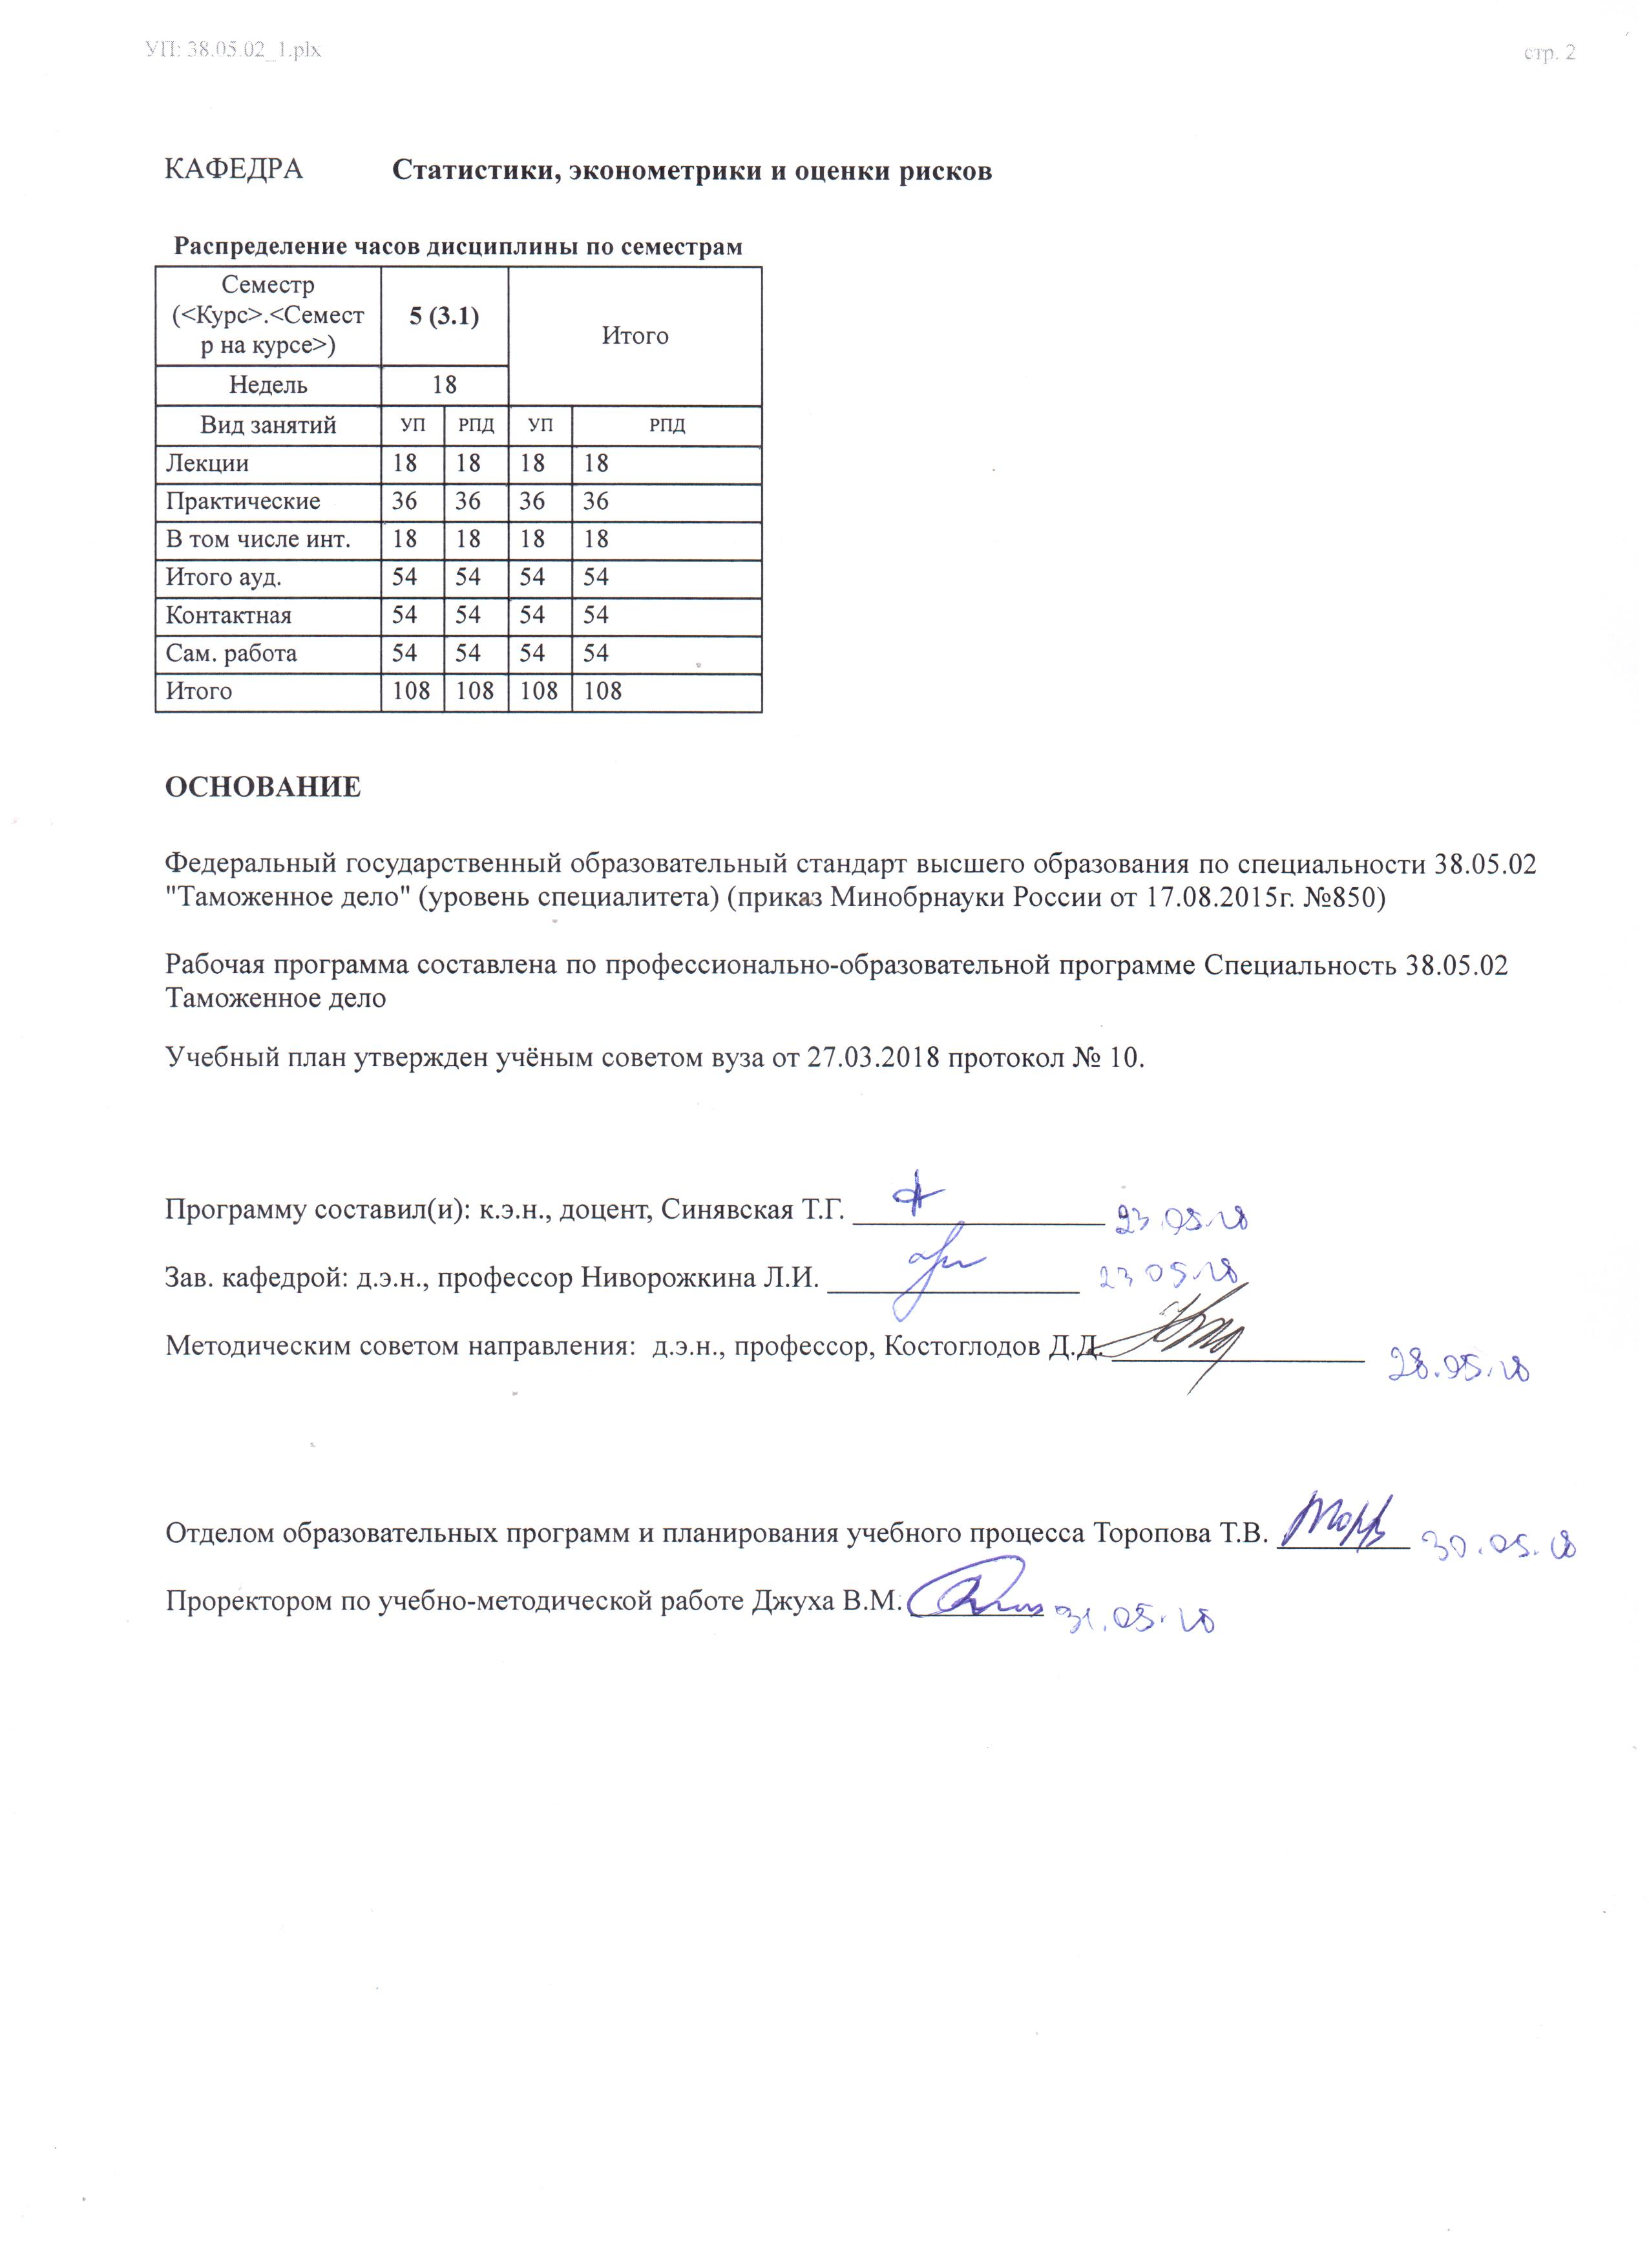 УП: 38.05.02_1.plx
стр. 2
КАФЕДРА Статистики, эконометрики и оценки рисков
Распределение часов дисциплины по семестрам
Семестр
(<Курс>.<Семест
р на курсе>)
5 (3.1)
Итого
Недель 18
Вид занятий УП РПД УП РПД
Лекции 18 18 18 18
Практические 36 36 36 36
В том числе инт. 18 18 18 18
Итого ауд. 54 54 54 54
Контактная 54 54 54 54
Сам. работа 54 54 54 54
Итого 108 108 108 108
ОСНОВАНИЕ
Федеральный государственный образовательный стандарт высшего образования по специальности 38.05.02
"Таможенное дело" (уровень специалитета) (приказ Минобрнауки России от 17.08.2015г. №850)
Рабочая программа составлена по профессионально-образовательной программе Специальность 38.05.02
Таможенное дело
Учебный план утвержден учёным советом вуза от 27.03.2018 протокол № 10.
Программу составил(и): к.э.н., доцент, Синявская Т.Г. 23.05.18
Зав. кафедрой: д.э.н., профессор Ниворожкина Л.И. 23 05.18
Методическим советом направления: д.э.н., профессор, Костоглодов Д.Д. 28.05.18
Отделом образовательных программ и планирования учебного процесса Торопова Т.В. 30.05.18
Проректором по учебно-методической работе Джуха В.М. 31.05.18